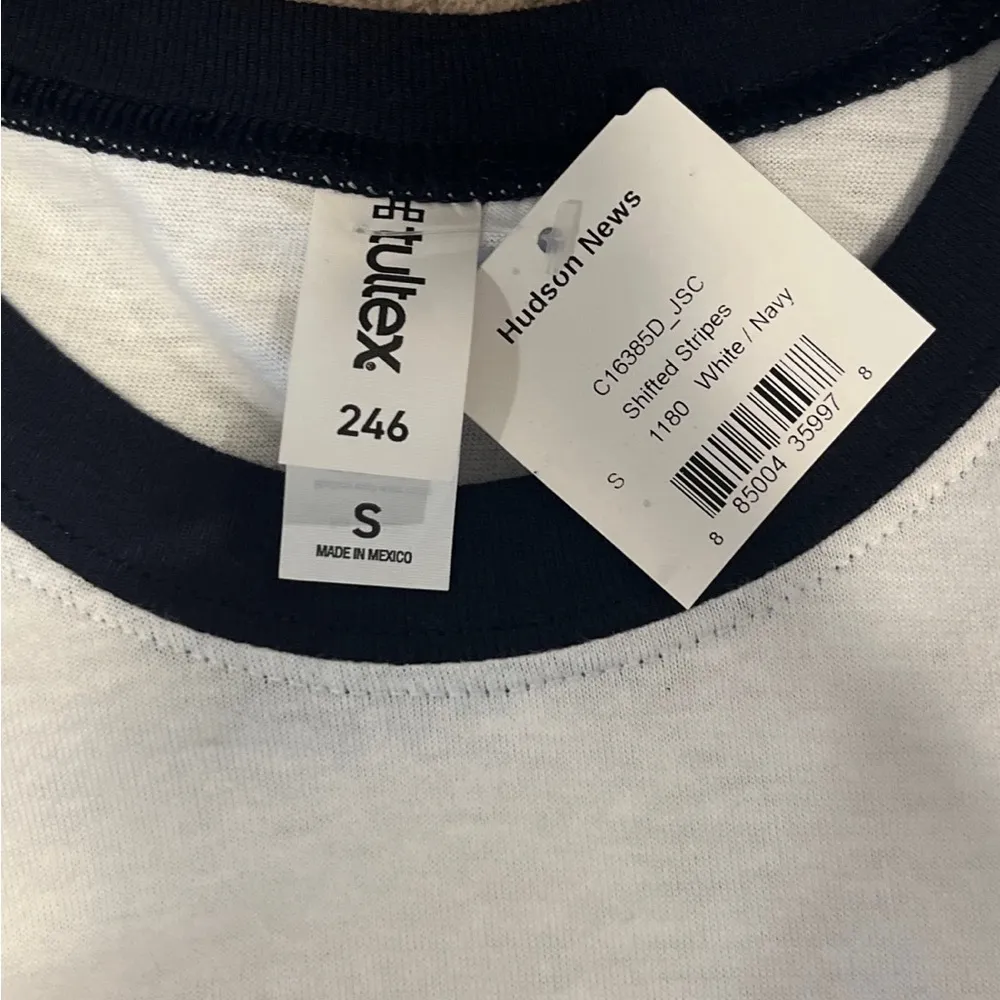 tultex
246
S
MADE IN MEXICO
Hudson News
C16385D_JSC
Shifted Stripes
1180 White / Navy
S
8 85004 35997 8